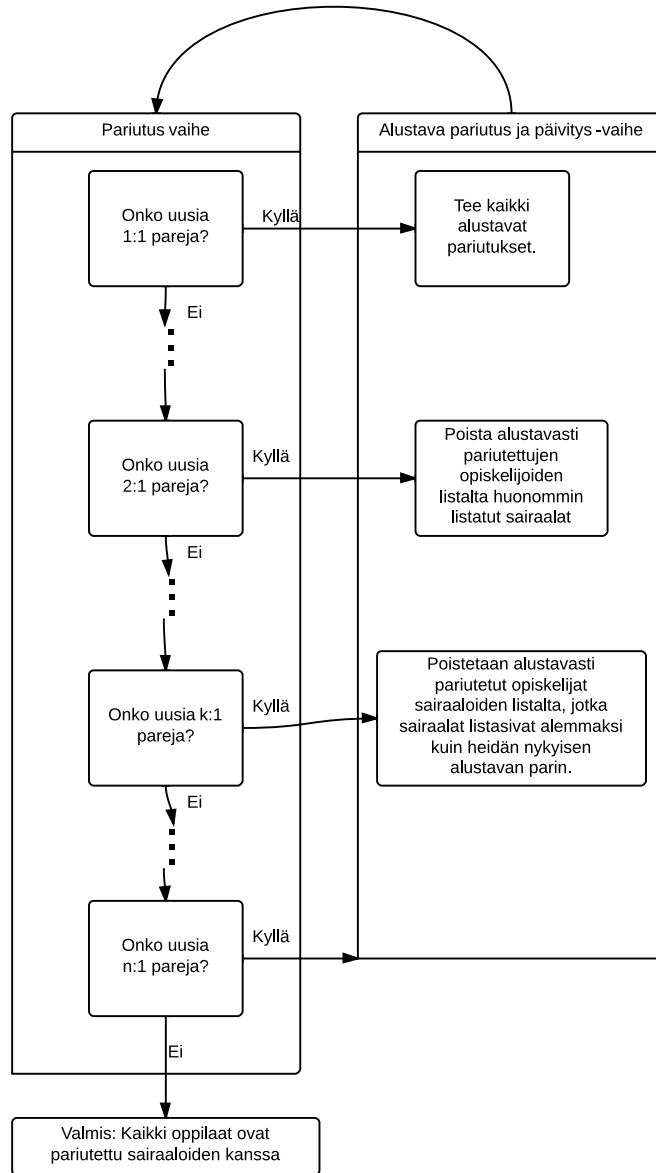 Pariutus vaihe
Alustava pariutus ja päivitys -vaihe
Onko uusia
1:1 pareja?
Kyllä
Tee kaikki
alustavat
pariutukset.
Ei
Onko uusia
2:1 pareja?
Kyllä
Poista alustavasti
pariutettujen
opiskelijoiden
listalta huonommin
listatut sairaalat
Ei
Onko uusia k:1
pareja?
Kyllä
Poistetaan alustavasti
pariutetut opiskelijat
sairaaloiden listalta, jotka
sairaalat listasivat alemmaksi
kuin heidän nykyisen
alustavan parin.
Ei
Onko uusia
n:1 pareja?
Kyllä
Ei
Valmis: Kaikki oppilaat ovat
pariutettu sairaaloiden kanssa